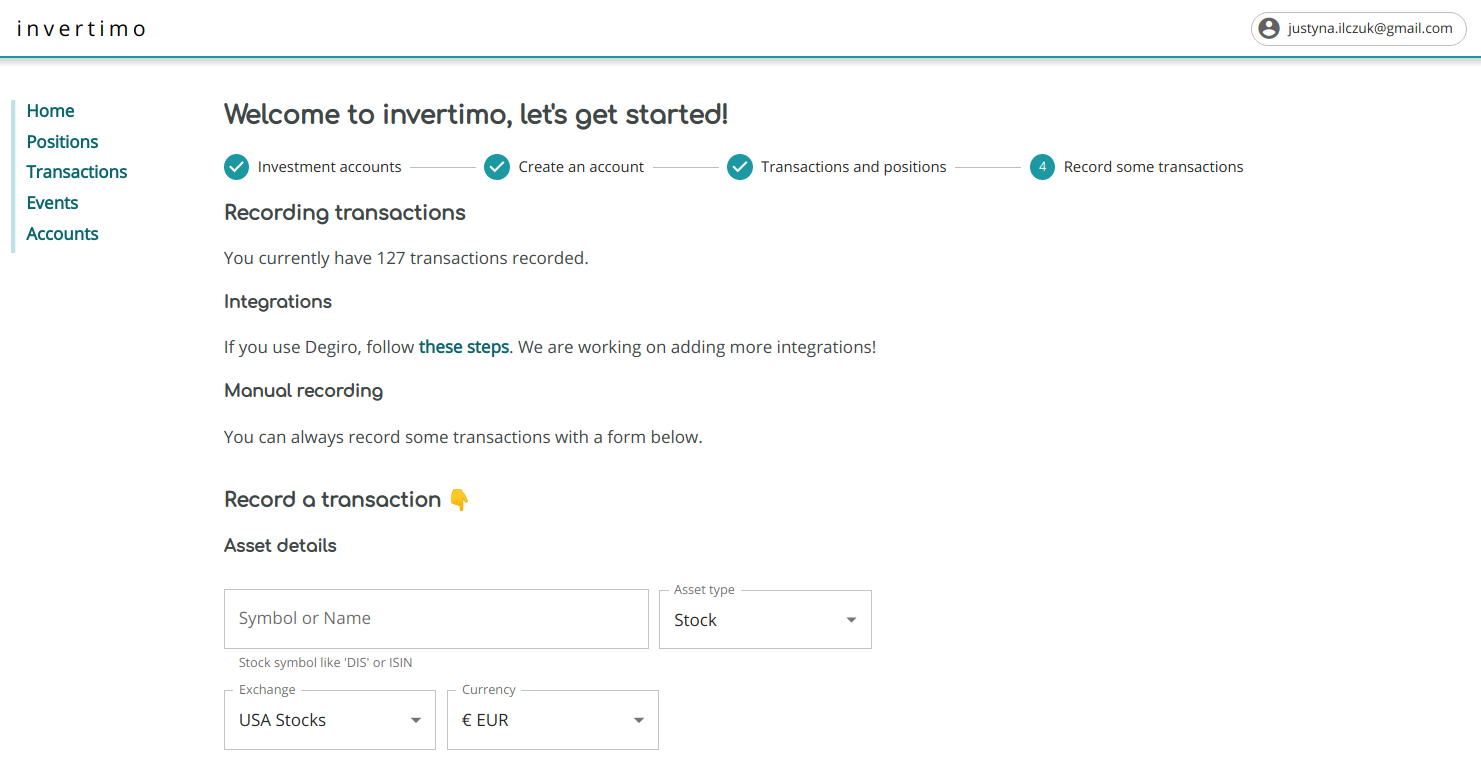 invertimo
justyna.ilczuk@gmail.com
Home
Positions
Transactions
Events
Accounts
Welcome to invertimo, let's get started!
Investment accounts
Create an account
Transactions and positions
4 Record some transactions
Recording transactions
You currently have 127 transactions recorded.
Integrations
If you use Degiro, follow these steps. We are working on adding more integrations!
Manual recording
You can always record some transactions with a form below.
Record a transaction 👇
Asset details
Symbol or Name
Stock symbol like 'DIS' or ISIN
Asset type
Stock
Exchange
USA Stocks
Currency
€ EUR